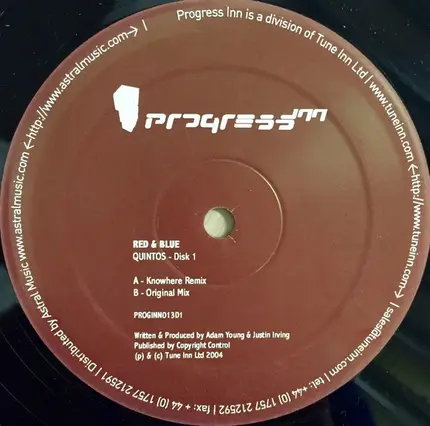 Progress Inn is a division of Tune Inn Ltd | www.tuneinn.com -> | sales@tuneinn.com | tel: + 44 (0) 1757 212592 | fax: + 44 (0) 1757 212591 | Distributed by Astral Music www.astralmusic.com <-http://www.astralmusic.com <-http://www.astralmusic.com-> |
progress inn
RED & BLUE
QUINTOS - Disk 1
A - Knowhere Remix
B - Original Mix
PROGINN013D1
Written & Produced by Adam Young & Justin Irving
Published by Copyright Control
(p) & (c) Tune Inn Ltd 2004